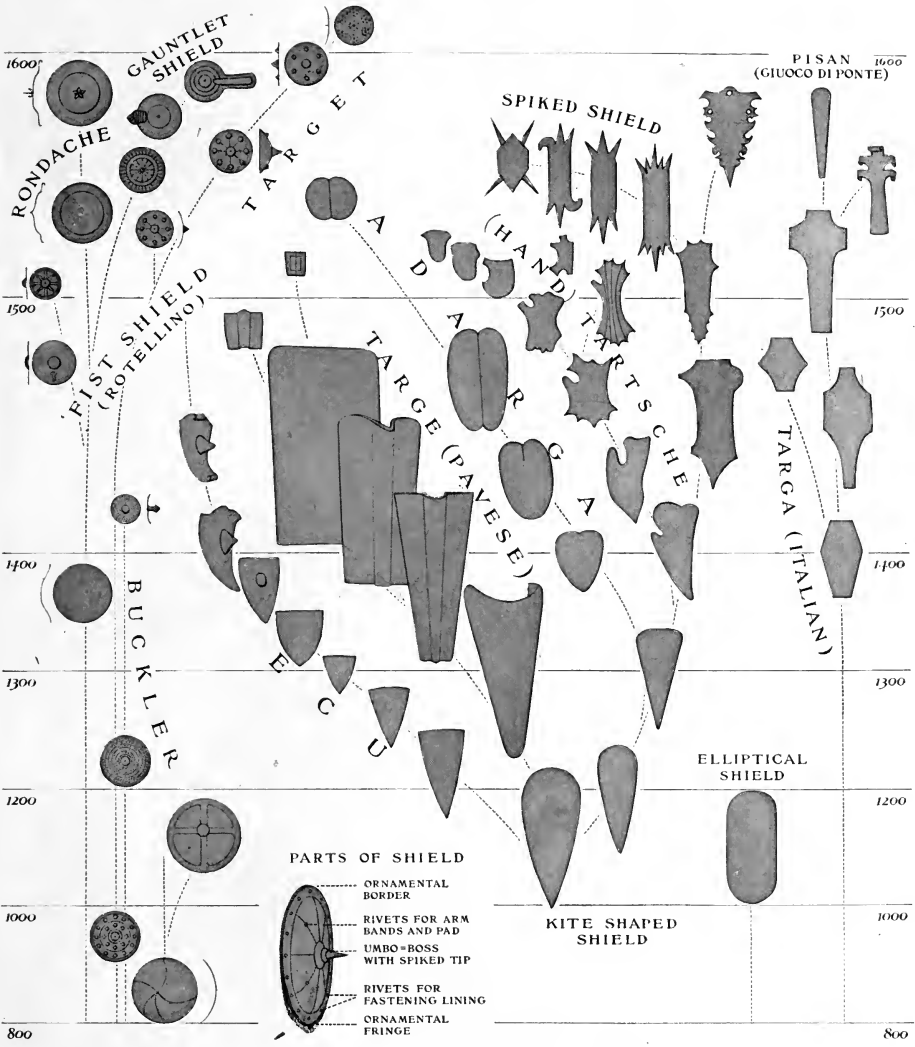 1600
GAUNTLET
SHIELD
TARGET
RONDACHE
PISAN
(GIUOCO DI PONTE)
1600
SPIKED SHIELD
1500
'FIST SHIELD
(ROTELLINO)
DARGA
(HAND) TARTSCHE
TARGE (PAVESE)
TARGA (ITALIAN)
1500
1400
BUCKLER
ECU
1400
1300
1300
ELLIPTICAL
SHIELD
1200
1200
KITE SHAPED
SHIELD
PARTS OF SHIELD
ORNAMENTAL
BORDER
RIVETS FOR ARM
BANDS AND PAD
UMBO=BOSS
WITH SPIKED TIP
RIVETS FOR
FASTENING LINING
ORNAMENTAL
FRINGE
1000
1000
800
800